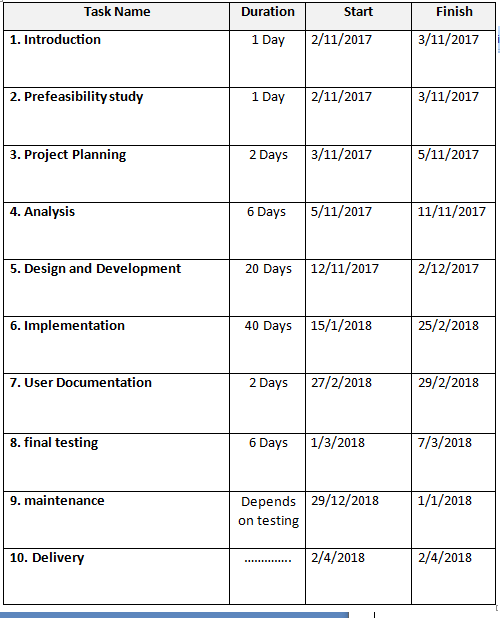 Task Name Duration Start Finish
1. Introduction 1 Day 2/11/2017 3/11/2017
2. Prefeasibility study 1 Day 2/11/2017 3/11/2017
3. Project Planning 2 Days 3/11/2017 5/11/2017
4. Analysis 6 Days 5/11/2017 11/11/2017
5. Design and Development 20 Days 12/11/2017 2/12/2017
6. Implementation 40 Days 15/1/2018 25/2/2018
7. User Documentation 2 Days 27/2/2018 29/2/2018
8. final testing 6 Days 1/3/2018 7/3/2018
9. maintenance Depends 29/12/2018 1/1/2018
on testing
10. Delivery .............. 2/4/2018 2/4/2018